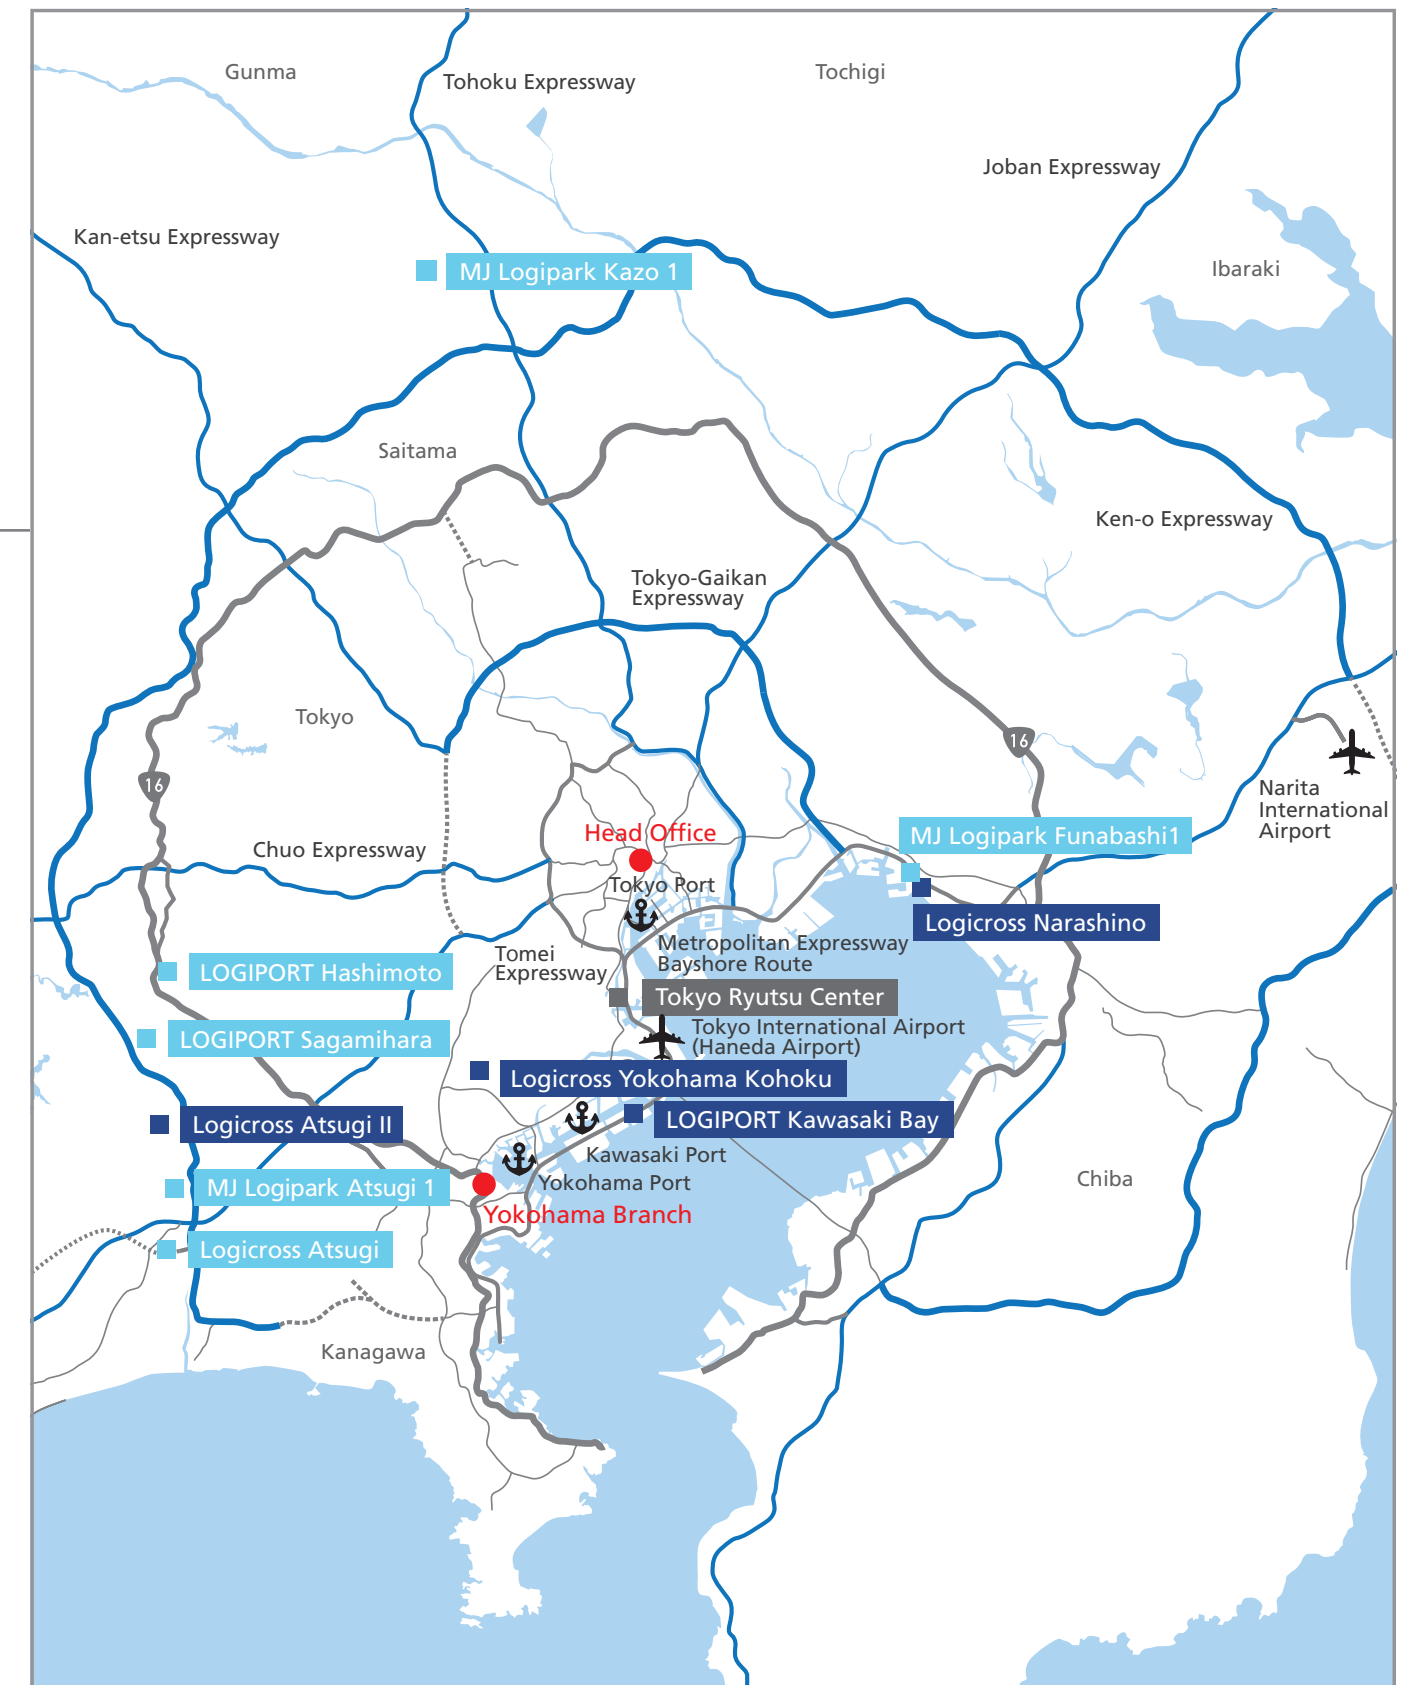 Gunma
Tohoku Expressway
Tochigi
Joban Expressway
Kan-etsu Expressway
MJ Logipark Kazo 1
Ibaraki
Saitama
Ken-o Expressway
Tokyo-Gaikan
Expressway
Tokyo
16
16
Narita
International
Airport
Head Office
MJ Logipark Funabashi1
Chuo Expressway
Tokyo Port
Logicross Narashino
Metropolitan Expressway
Bayshore Route
Tomei
Expressway
LOGIPORT Hashimoto
Tokyo Ryutsu Center
Tokyo International Airport
(Haneda Airport)
LOGIPORT Sagamihara
Logicross Yokohama Kohoku
LOGIPORT Kawasaki Bay
Logicross Atsugi II
Kawasaki Port
Yokohama Port
Chiba
MJ Logipark Atsugi 1
Yokohama Branch
Logicross Atsugi
Kanagawa